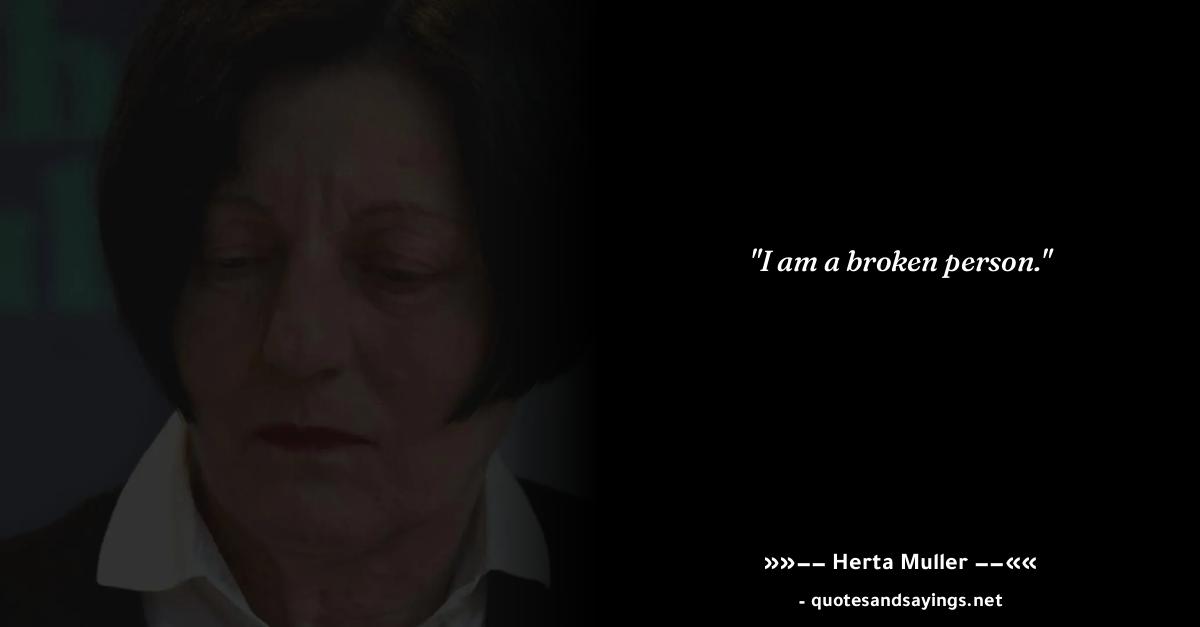 "I am a broken person."
»»–– Herta Muller ––««
- quotesandsayings.net